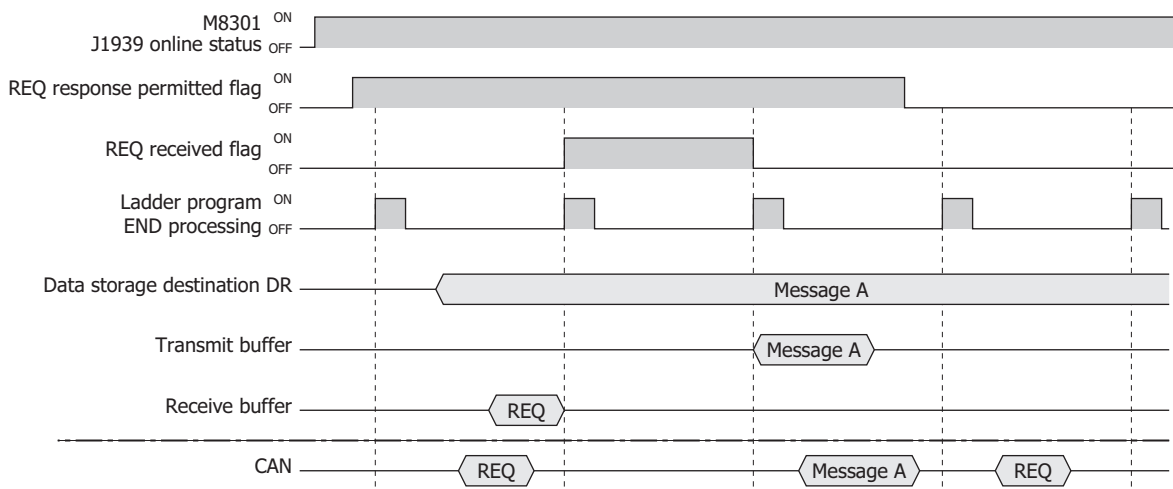 M8301 ON
J1939 online status OFF
REQ response permitted flag ON
OFF
REQ received flag ON
OFF
Ladder program ON
END processing OFF
Data storage destination DR Message A
Transmit buffer Message A
Receive buffer REQ
CAN REQ Message A REQ